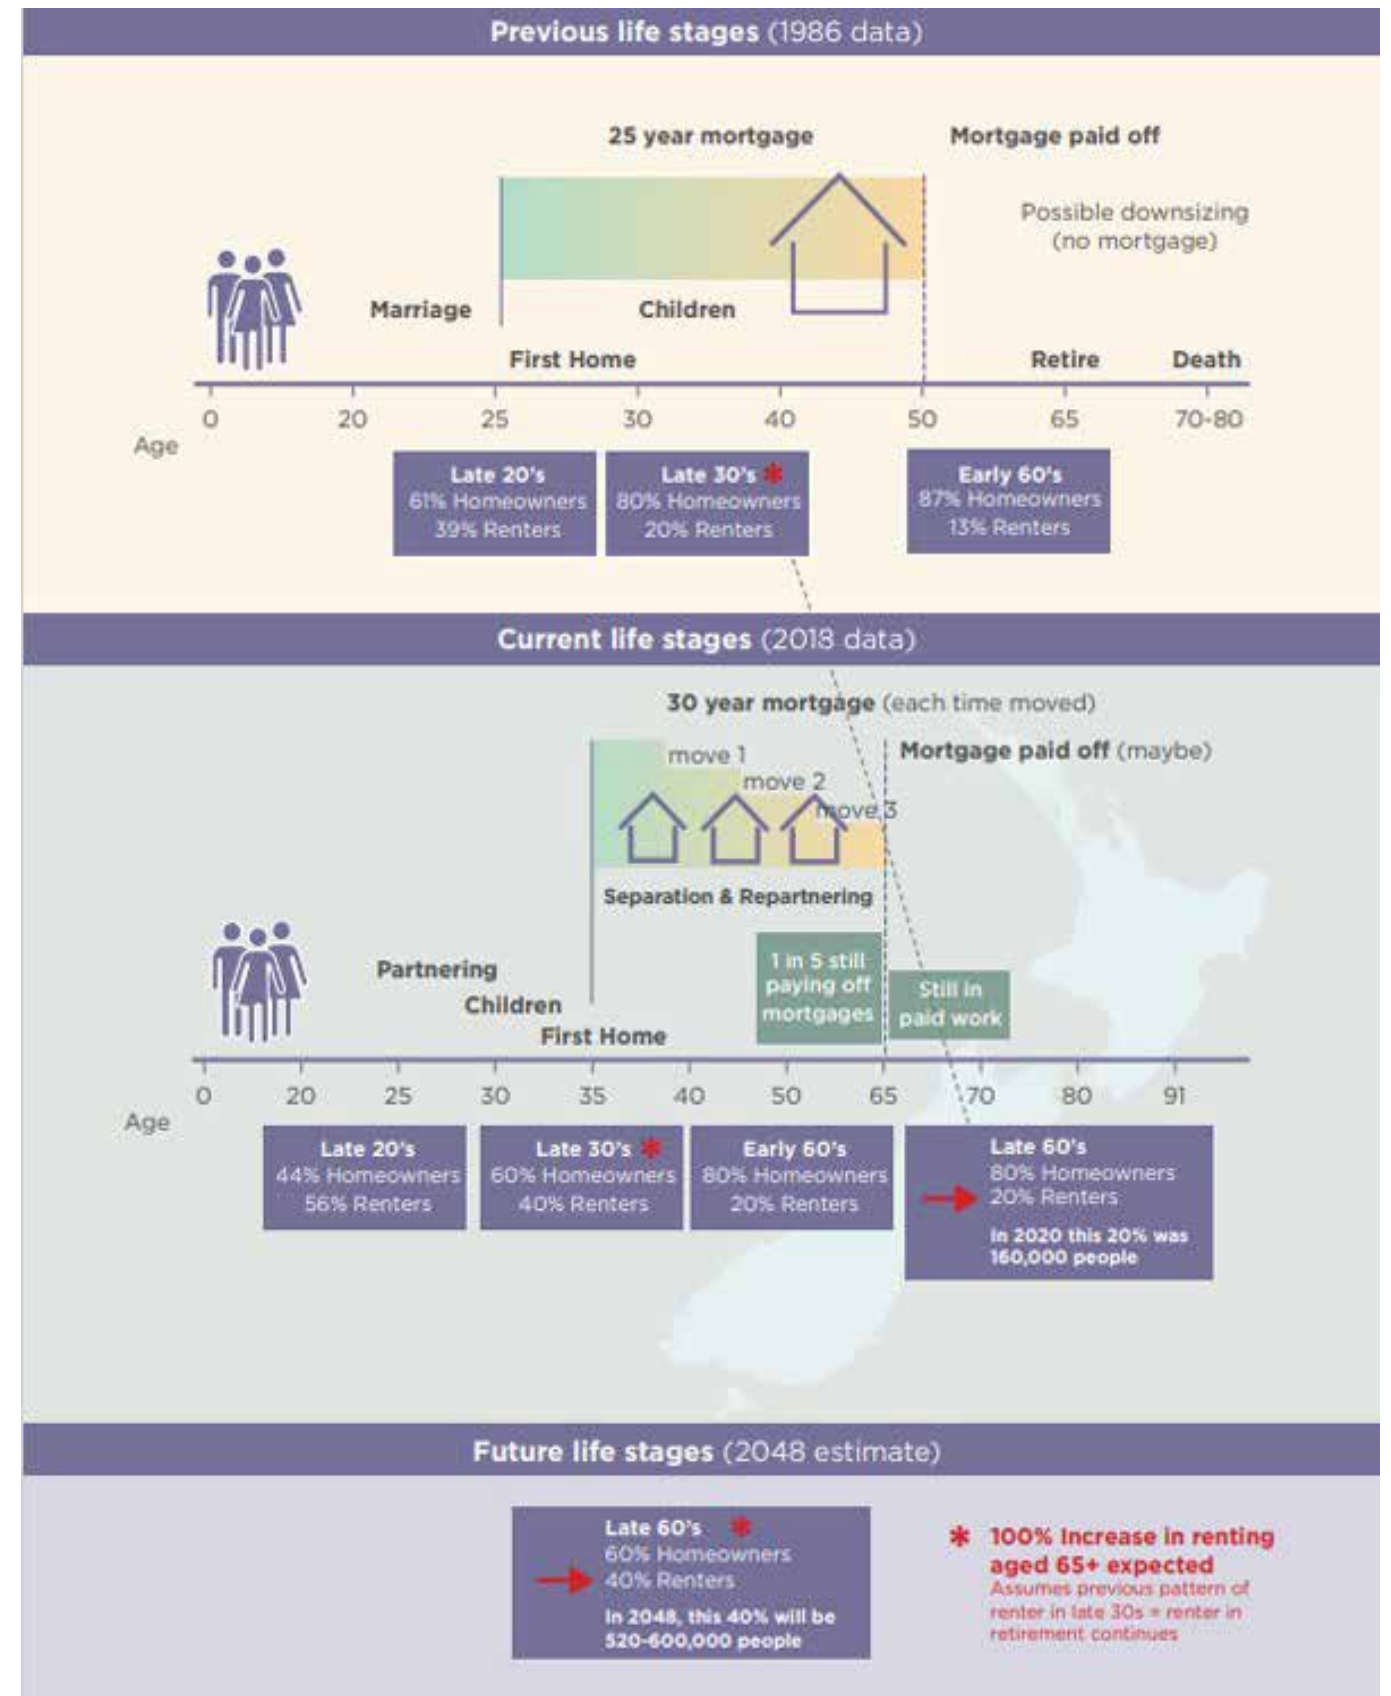 Previous life stages (1986 data)
25 year mortgage
Mortgage paid off
Possible downsizing
(no mortgage)
Marriage
Children
First Home
Retire
Death
0 20 25 30 40 50 65 70-80
Age
Late 20's
61% Homeowners
39% Renters
Late 30's *
80% Homeowners
20% Renters
Early 60's
87% Homeowners
13% Renters
Current life stages (2018 data)
30 year mortgage (each time moved)
Mortgage paid off (maybe)
move 1
move 2
move 3
Separation & Repartnering
Partnering
Children
First Home
1 in 5 still
paying off
mortgages
Still in
paid work
0 20 25 30 35 40 50 65 70 80 91
Age
Late 20's
44% Homeowners
56% Renters
Late 30's *
60% Homeowners
40% Renters
Early 60's
80% Homeowners
20% Renters
Late 60's
80% Homeowners
20% Renters
In 2020 this 20% was
160,000 people
Future life stages (2048 estimate)
Late 60's *
60% Homeowners
40% Renters
In 2048, this 40% will be
520-600,000 people
* 100% Increase in renting
aged 65+ expected
Assumes previous pattern of
renter in late 30s = renter in
retirement continues